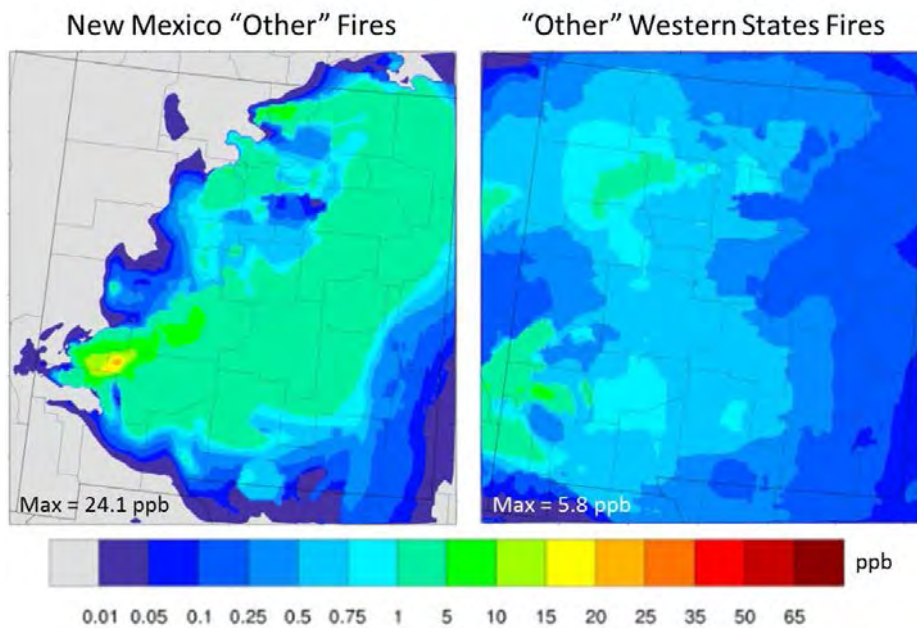 New Mexico “Other” Fires
“Other” Western States Fires
Max = 24.1 ppb
Max = 5.8 ppb
ppb
0.01 0.05 0.1 0.25 0.5 0.75 1 5 10 15 20 25 35 50 65